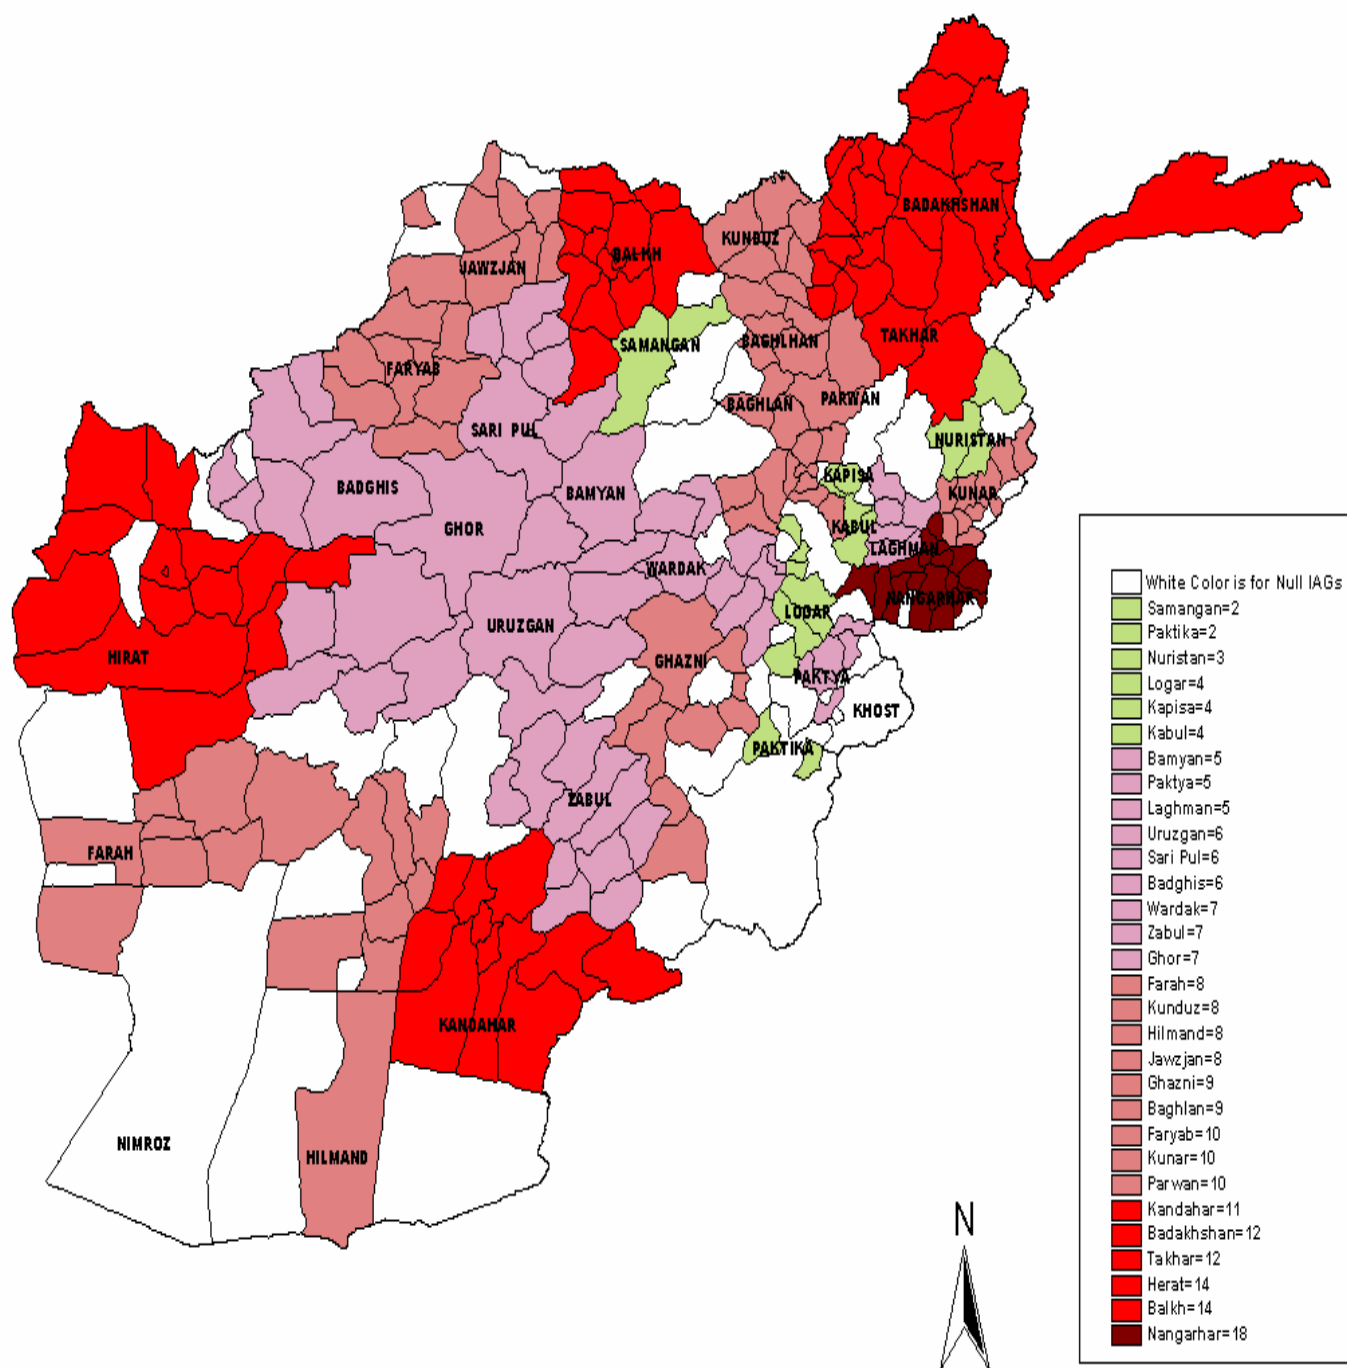 BADAKHSHAN
KUNDUZ
BALKH
JAWZJAN
TAKHAR
BAGHLHAN
SAMANGAN
FARYAB
PARWAN
BAGHLAN
SARI PUL
NURISTAN
KAPISA
BADGHIS
BAMYAN
KUNAR
GHOR
KABUL
LAGHMAN
WARDAK
NANGARHAR
LOGAR
URUZGAN
HIRAT
GHAZNI
PAKTYA
KHOST
PAKTIKA
ZABUL
FARAH
KANDAHAR
NIMROZ
HILMAND
N
White Color is for Null IAGs
Samangan=2
Paktika=2
Nuristan=3
Logar=4
Kapisa=4
Kabul=4
Bamyan=5
Paktya=5
Laghman=5
Uruzgan=6
Sari Pul=6
Badghis=6
Wardak=7
Zabul=7
Ghor=7
Farah=8
Kunduz=8
Hilmand=8
Jawzjan=8
Ghazni=9
Baghlan=9
Faryab=10
Kunar=10
Parwan=10
Kandahar=11
Badakhshan=12
Takhar=12
Herat=14
Balkh=14
Nangarhar=18